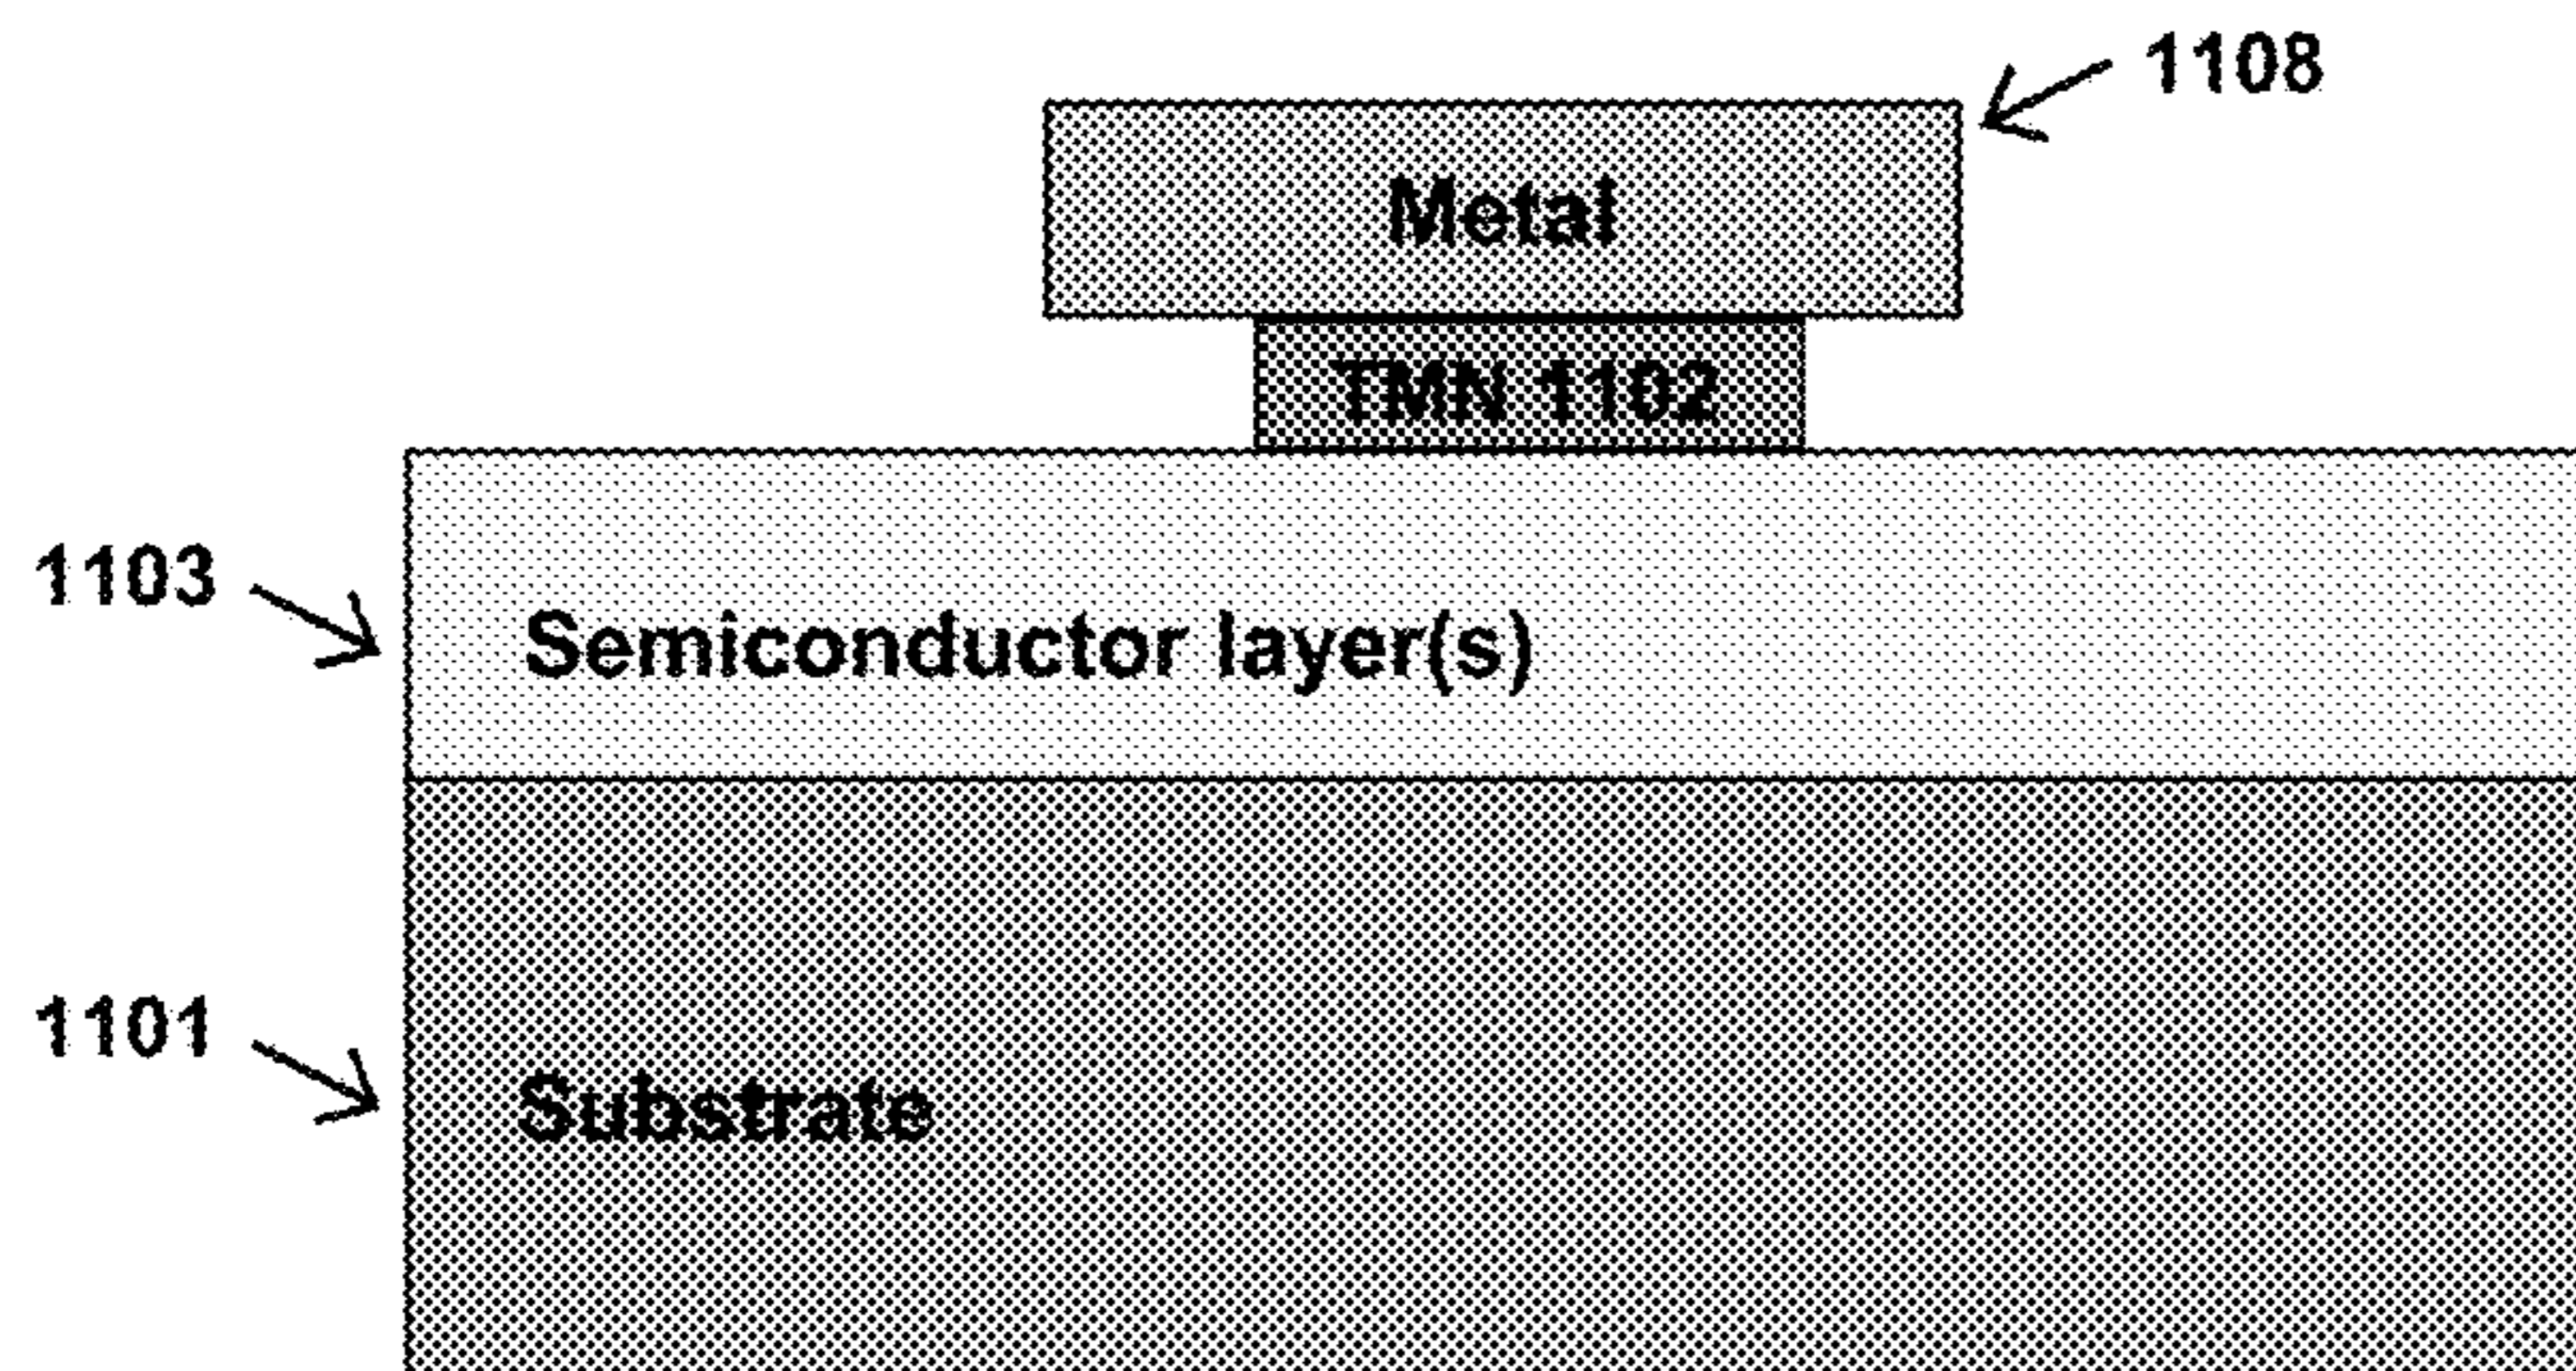 1108
Metal
TMN 1102
1103
Semiconductor layer(s)
1101
Substrate